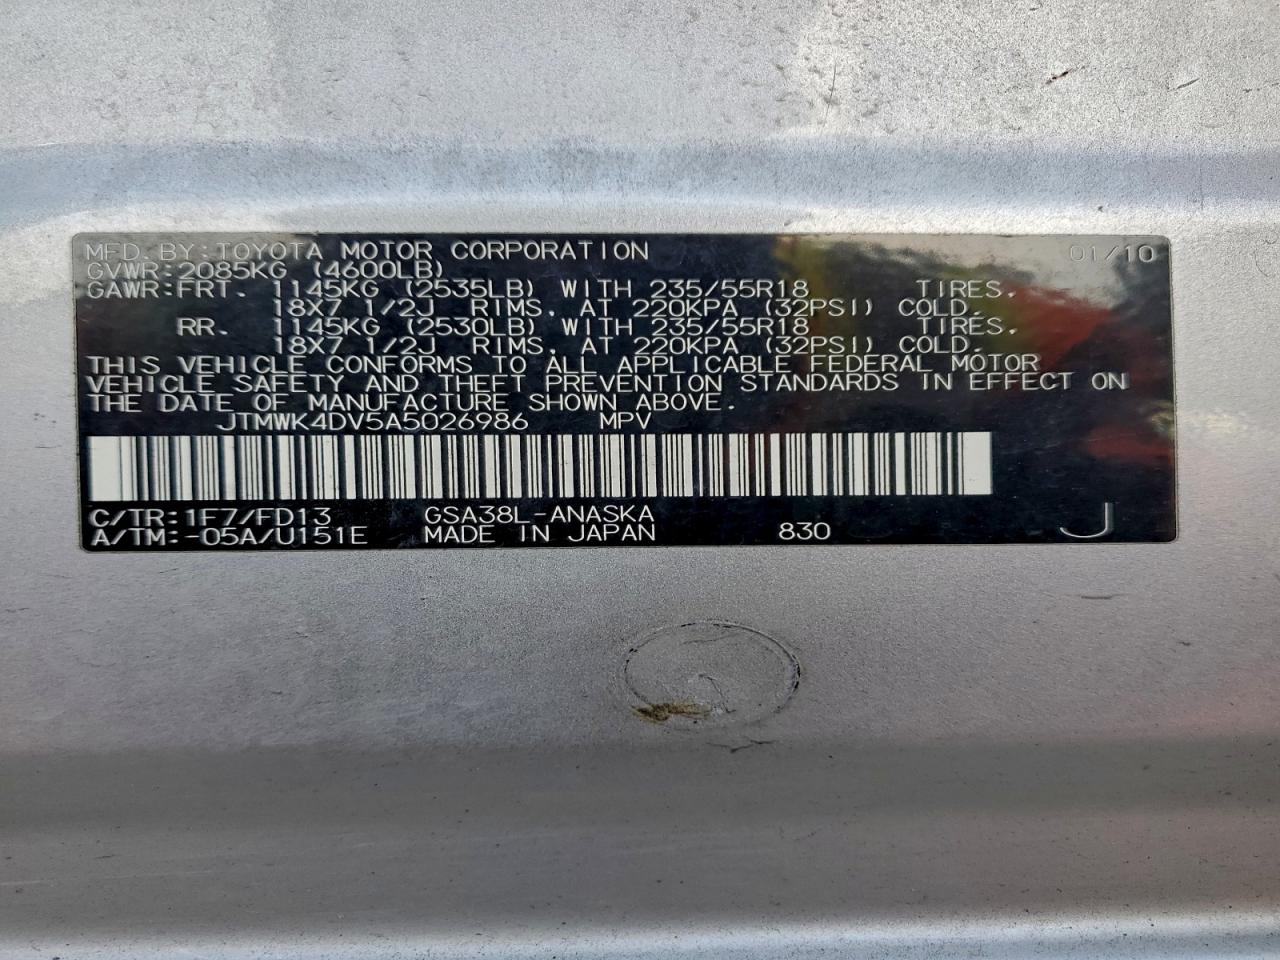 MFD. BY: TOYOTA MOTOR CORPORATION 01/10
GVWR: 2085KG (4600LB)
GAWR: FRT. 1145KG (2535LB) WITH 235/55R18 TIRES,
18X7 1/2J RIMS, AT 220KPA (32PSI) COLD.
RR. 1145KG (2530LB) WITH 235/55R18 TIRES,
18X7 1/2J RIMS, AT 220KPA (32PSI) COLD.
THIS VEHICLE CONFORMS TO ALL APPLICABLE FEDERAL MOTOR
VEHICLE SAFETY AND THEFT PREVENTION STANDARDS IN EFFECT ON
THE DATE OF MANUFACTURE SHOWN ABOVE.
JTMWK4DV5A5026986 MPV
C/TR: 1F7/FD13 GSA38L-ANASKA
A/TM: -05A/U151E MADE IN JAPAN 830 J